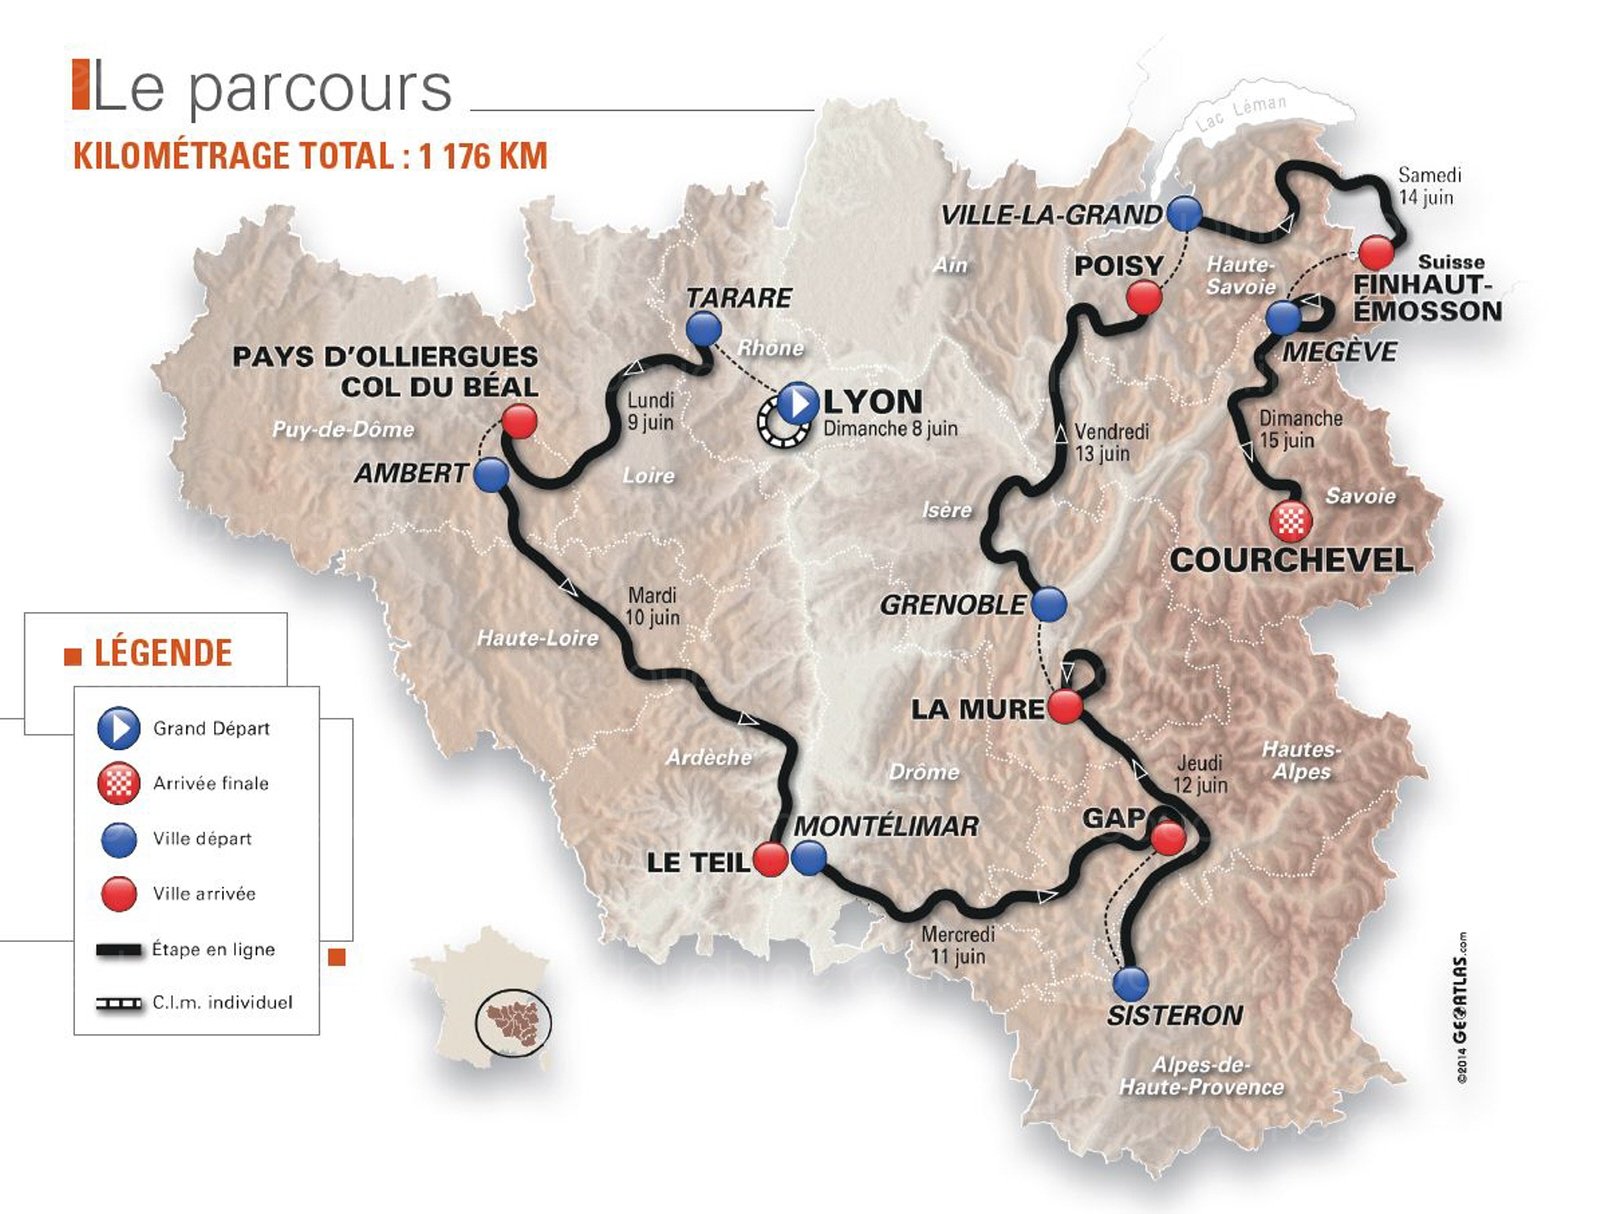 Le parcours
KILOMÉTRAGE TOTAL : 1 176 KM
Lac Léman
Samedi
14 juin
VILLE-LA-GRAND
Ain
POISY
Haute-
Savoie
Suisse
FINHAUT-
ÉMOSSON
TARARE
Rhône
MEGÈVE
PAYS D'OLLIERGUES
COL DU BÉAL
Lundi
9 juin
LYON
Dimanche 8 juin
Dimanche
15 juin
Puy-de-Dôme
Vendredi
13 juin
AMBERT
Loire
Savoie
Isère
COURCHEVEL
Mardi
10 juin
GRENOBLE
Haute-Loire
LÉGENDE
Grand Départ
Arrivée finale
Ville départ
Ville arrivée
Étape en ligne
C.l.m. individuel
LA MURE
Ardèche
Drôme
Jeudi
12 juin
Hautes-
Alpes
GAP
MONTÉLIMAR
LE TEIL
Mercredi
11 juin
SISTERON
Alpes-de-
Haute-Provence
©2014 GEOATLAS.com